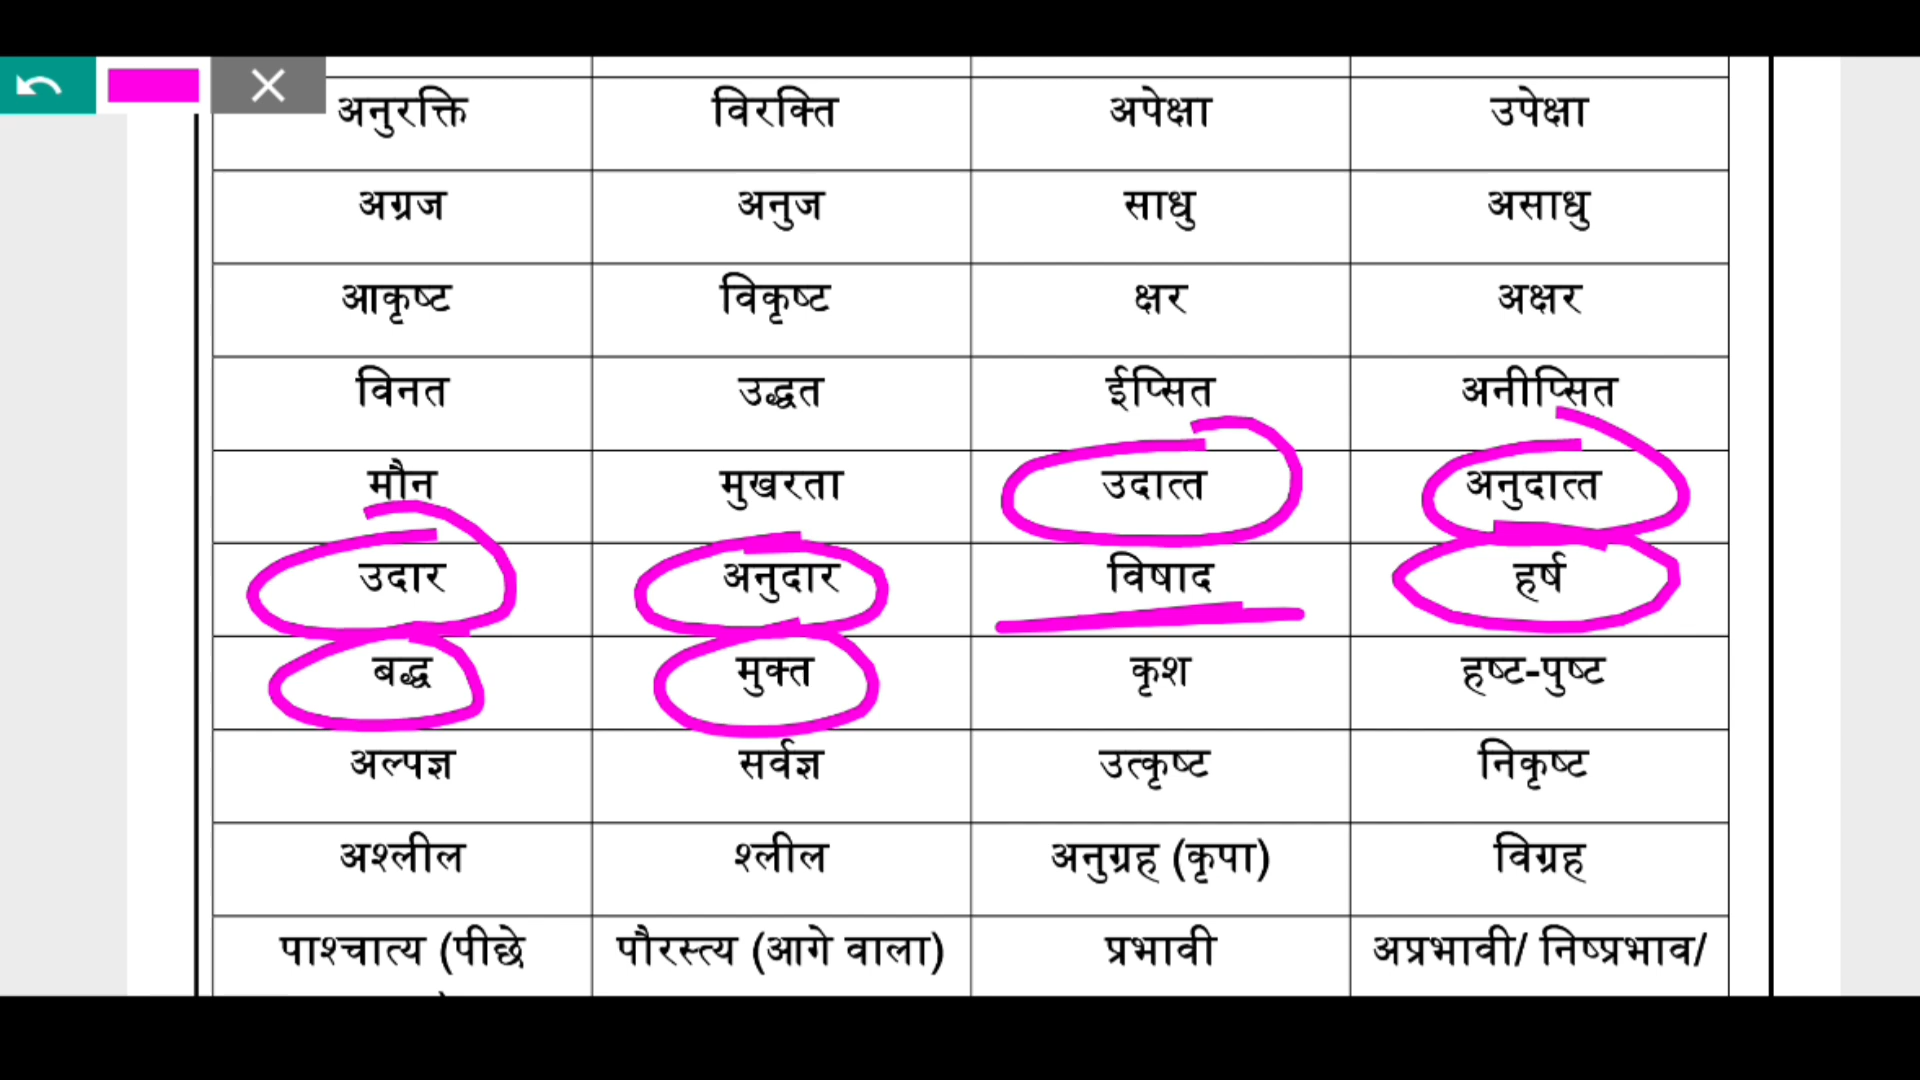 अनुरक्ति विरक्ति अपेक्षा उपेक्षा
अग्रज अनुज साधु असाधु
आकृष्ट विकृष्ट क्षर अक्षर
विनत उद्धत ईप्सित अनीप्सित
मौन मुखरता उदात्त अनुदात्त
उदार अनुदार विषाद हर्ष
बद्ध मुक्त कृश हष्ट-पुष्ट
अल्पज्ञ सर्वज्ञ उत्कृष्ट निकृष्ट
अश्लील श्लील अनुग्रह (कृपा) विग्रह
पाश्चात्य (पीछे पौरस्त्य (आगे वाला) प्रभावी अप्रभावी/ निष्प्रभाव/